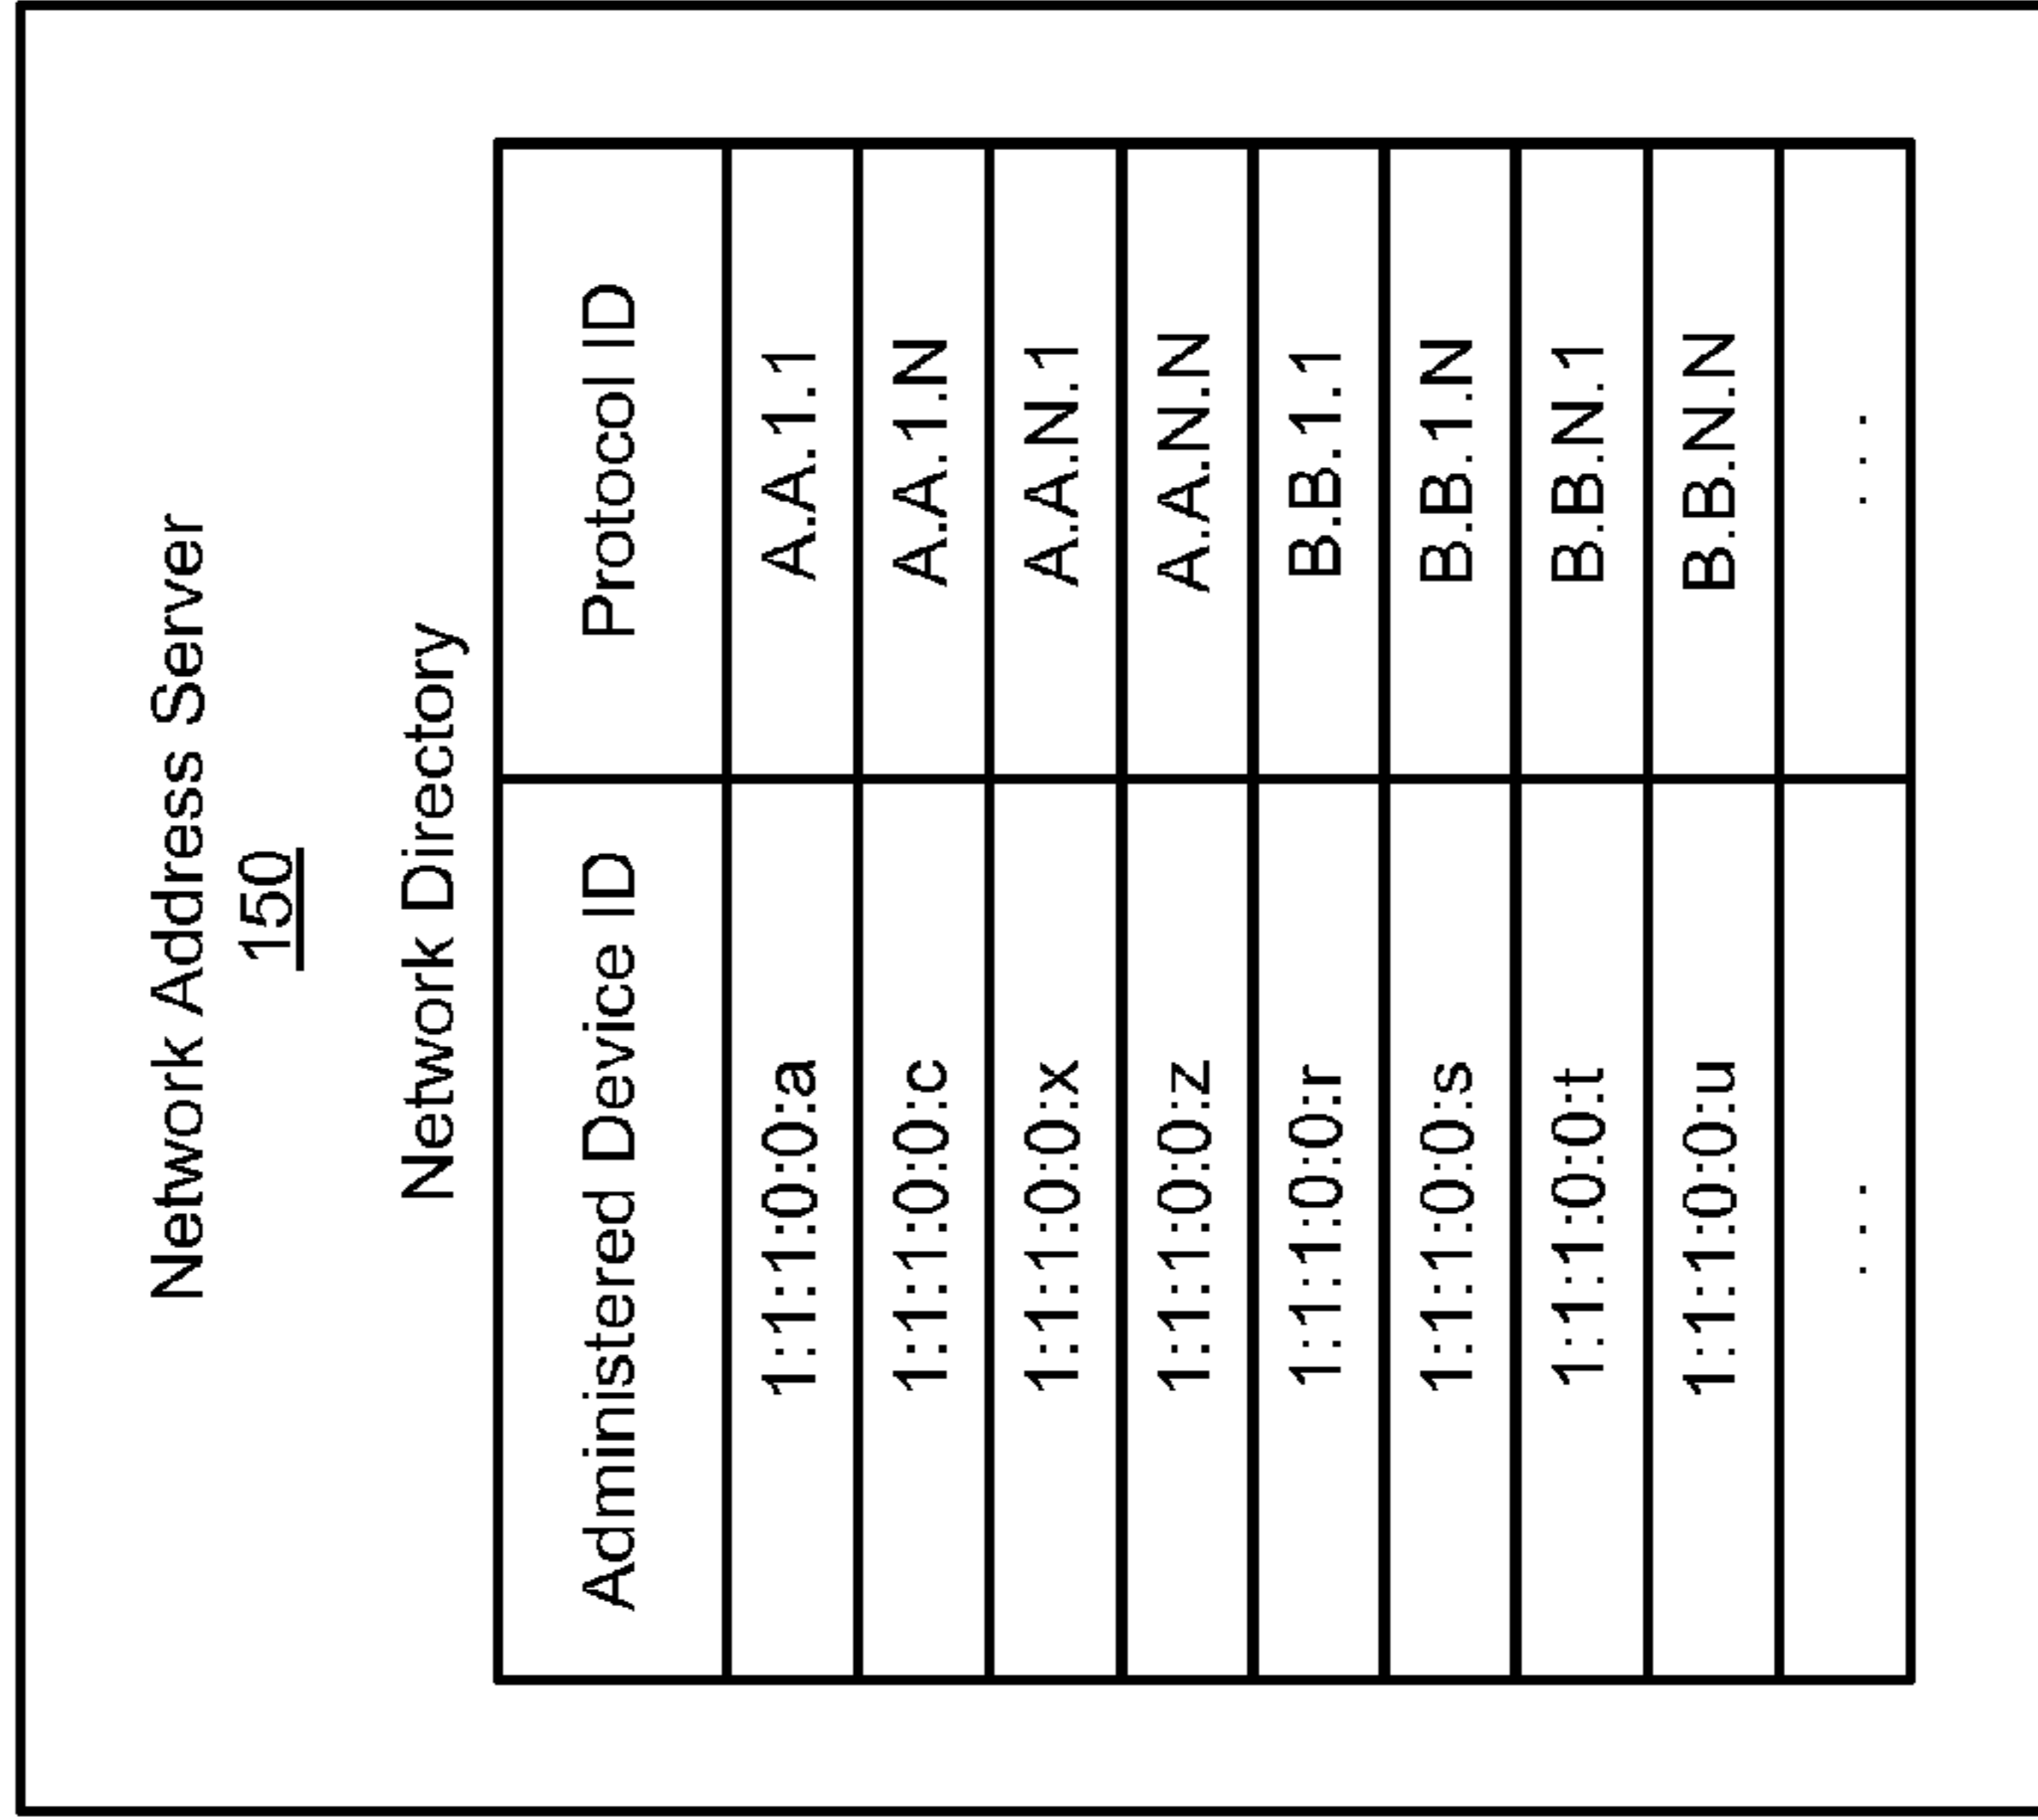 Network Address Server
150
Network Directory
Administered Device ID Protocol ID
1:1:1:0:0:a A.A.1.1
1:1:1:0:0:c A.A.1.N
1:1:1:0:0:x A.A.N.1
1:1:1:0:0:z A.A.N.N
1:1:1:0:0:r B.B.1.1
1:1:1:0:0:s B.B.1.N
1:1:1:0:0:t B.B.N.1
1:1:1:0:0:u B.B.N.N
. . . . . .